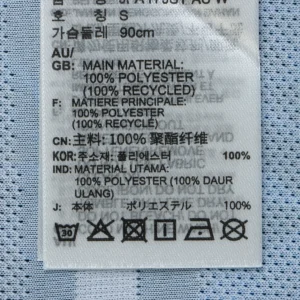 호 칭 S
가슴둘레 90cm
AU/
GB: MAIN MATERIAL:
100% POLYESTER
(100% RECYCLED)
F: MATIERE PRINCIPALE:
100% POLYESTER
(100% RECYCLÉ)
CN: 主料: 100% 聚酯纤维
KOR: 주소재: 폴리에스터 100%
IND: MATERIAL UTAMA:
100% POLYESTER (100% DAUR
ULANG)
J: 本体 ポリエステル 100%
30